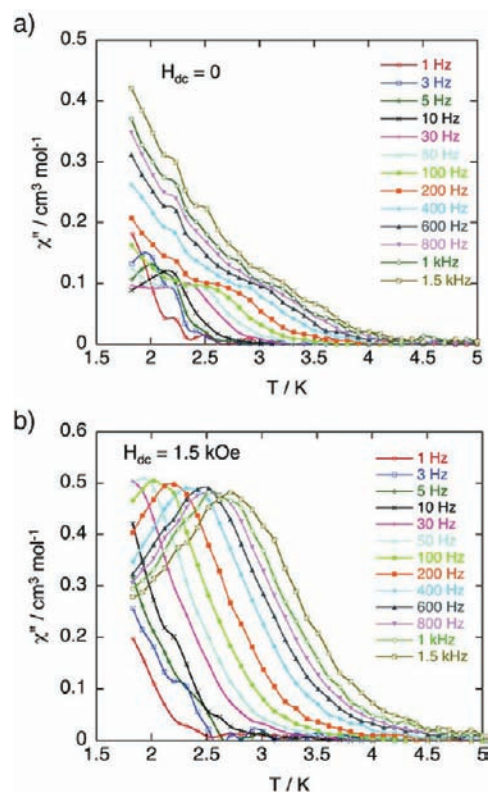 a)
0.5
0.4
0.3
0.2
0.1
0
χ'' / cm³ mol⁻¹
H_dc = 0
1 Hz
3 Hz
5 Hz
10 Hz
30 Hz
50 Hz
100 Hz
200 Hz
400 Hz
600 Hz
800 Hz
1 kHz
1.5 kHz
1.5 2 2.5 3 3.5 4 4.5 5
T / K
b)
0.6
0.5
0.4
0.3
0.2
0.1
0
χ'' / cm³ mol⁻¹
H_dc = 1.5 kOe
1 Hz
3 Hz
5 Hz
10 Hz
30 Hz
50 Hz
100 Hz
200 Hz
400 Hz
600 Hz
800 Hz
1 kHz
1.5 kHz
1.5 2 2.5 3 3.5 4 4.5 5
T / K